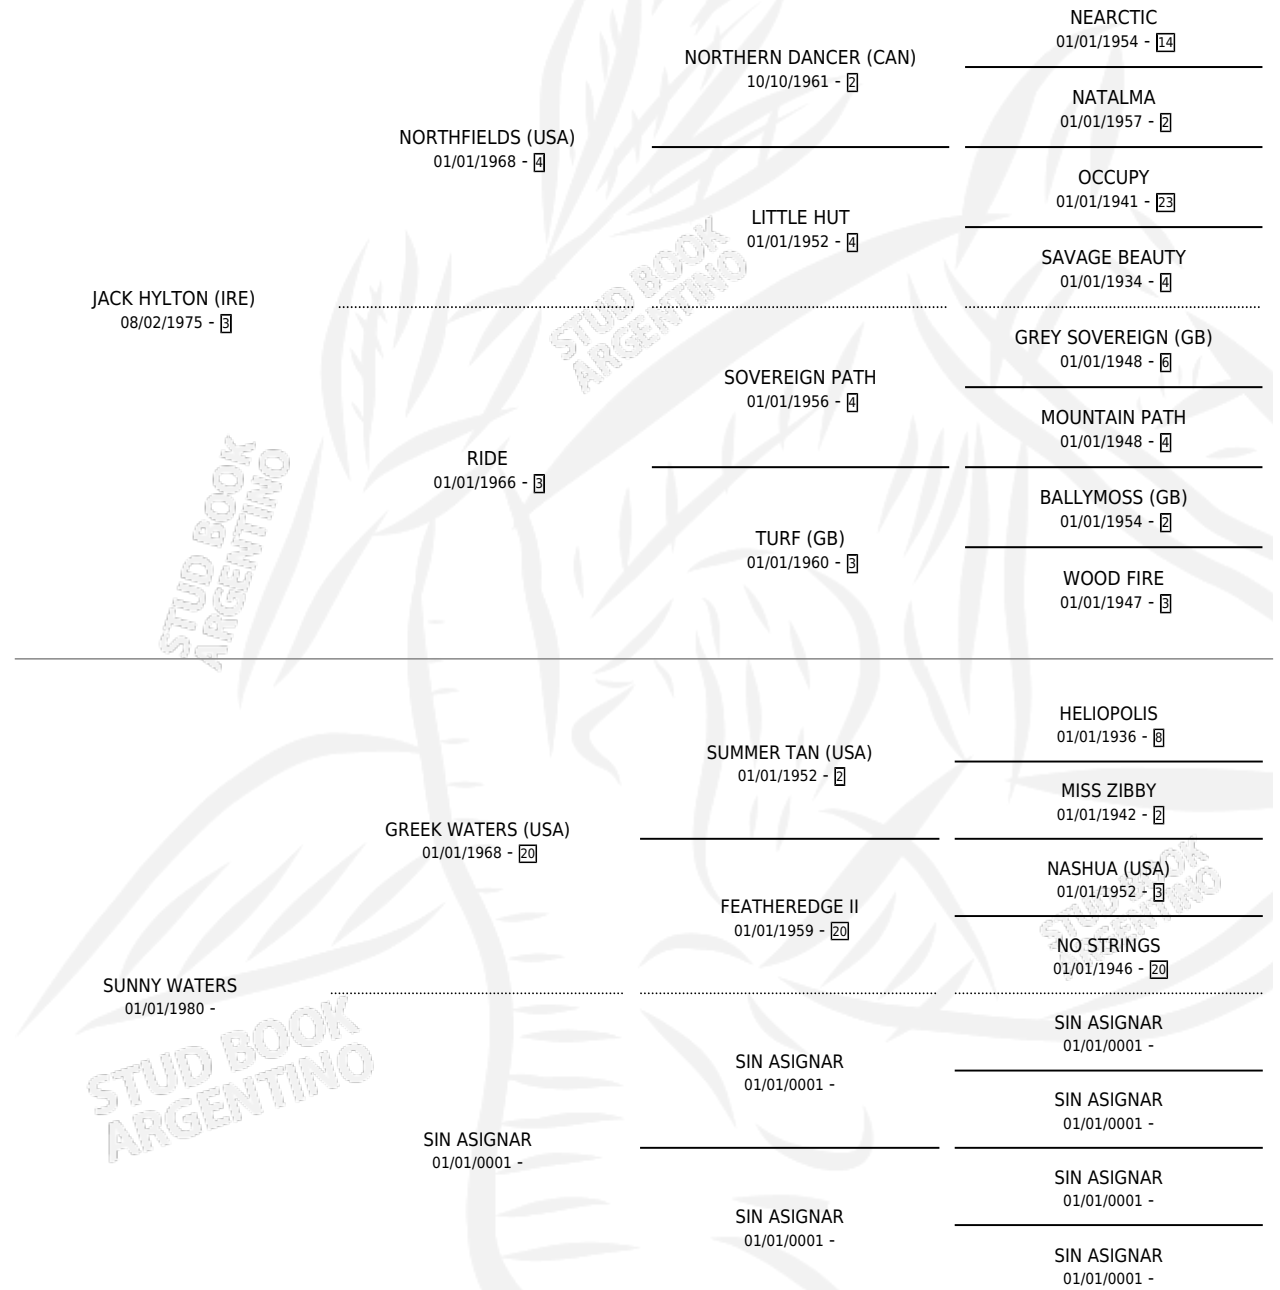 NEARCTIC
01/01/1954 - 14
NORTHERN DANCER (CAN)
10/10/1961 - 2
NATALMA
01/01/1957 - 2
NORTHFIELDS (USA)
01/01/1968 - 4
OCCUPY
01/01/1941 - 23
LITTLE HUT
01/01/1952 - 4
SAVAGE BEAUTY
01/01/1934 - 4
JACK HYLTON (IRE)
08/02/1975 - 3
GREY SOVEREIGN (GB)
01/01/1948 - 6
SOVEREIGN PATH
01/01/1956 - 4
MOUNTAIN PATH
01/01/1948 - 4
RIDE
01/01/1966 - 3
BALLYMOSS (GB)
01/01/1954 - 2
TURF (GB)
01/01/1960 - 3
WOOD FIRE
01/01/1947 - 3
HELIOPOLIS
01/01/1936 - 8
SUMMER TAN (USA)
01/01/1952 - 2
MISS ZIBBY
01/01/1942 - 2
GREEK WATERS (USA)
01/01/1968 - 20
NASHUA (USA)
01/01/1952 - 3
FEATHEREDGE II
01/01/1959 - 20
NO STRINGS
01/01/1946 - 20
SUNNY WATERS
01/01/1980 -
SIN ASIGNAR
01/01/0001 -
SIN ASIGNAR
01/01/0001 -
SIN ASIGNAR
01/01/0001 -
SIN ASIGNAR
01/01/0001 -
SIN ASIGNAR
01/01/0001 -
SIN ASIGNAR
01/01/0001 -
SIN ASIGNAR
01/01/0001 -
STUD BOOK
ARGENTINO
STUD BOOK
ARGENTINO
STUD BOOK
ARGENTINO
STUD BOOK
ARGENTINO